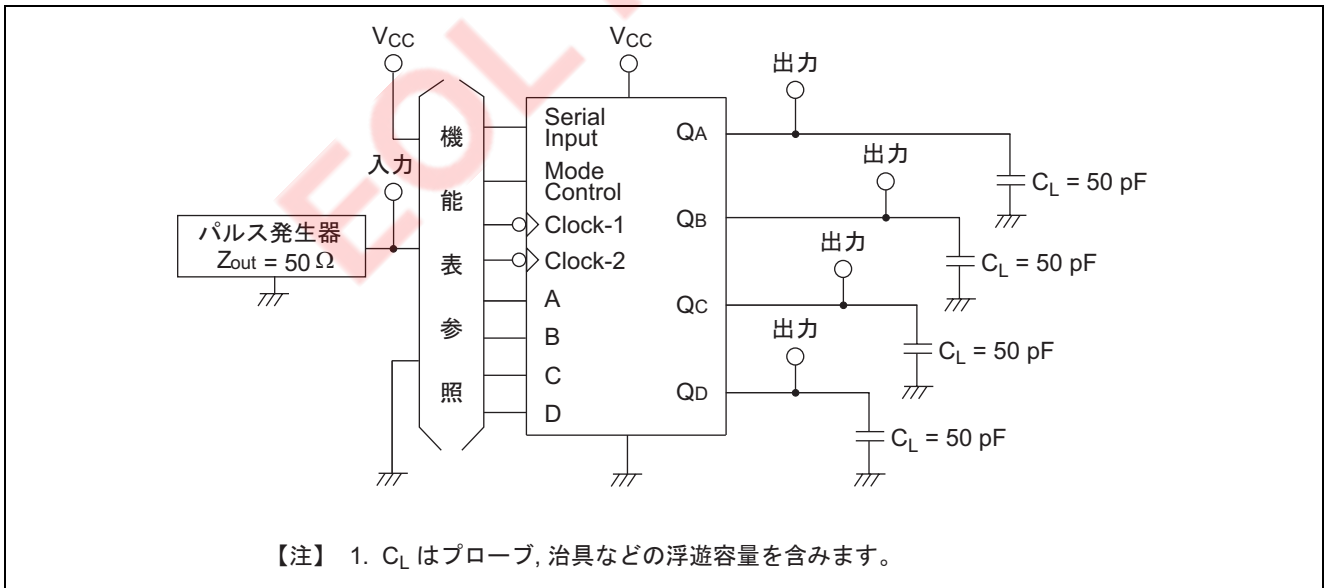 EOL
VCC
VCC
出力
機能表参照
入力
パルス発生器
Zout = 50 Ω
Serial
Input
Mode
Control
Clock-1
Clock-2
A
B
C
D
QA
QB
QC
QD
CL = 50 pF
出力
CL = 50 pF
出力
CL = 50 pF
出力
CL = 50 pF
【注】 1. CL はプローブ, 治具などの浮遊容量を含みます。